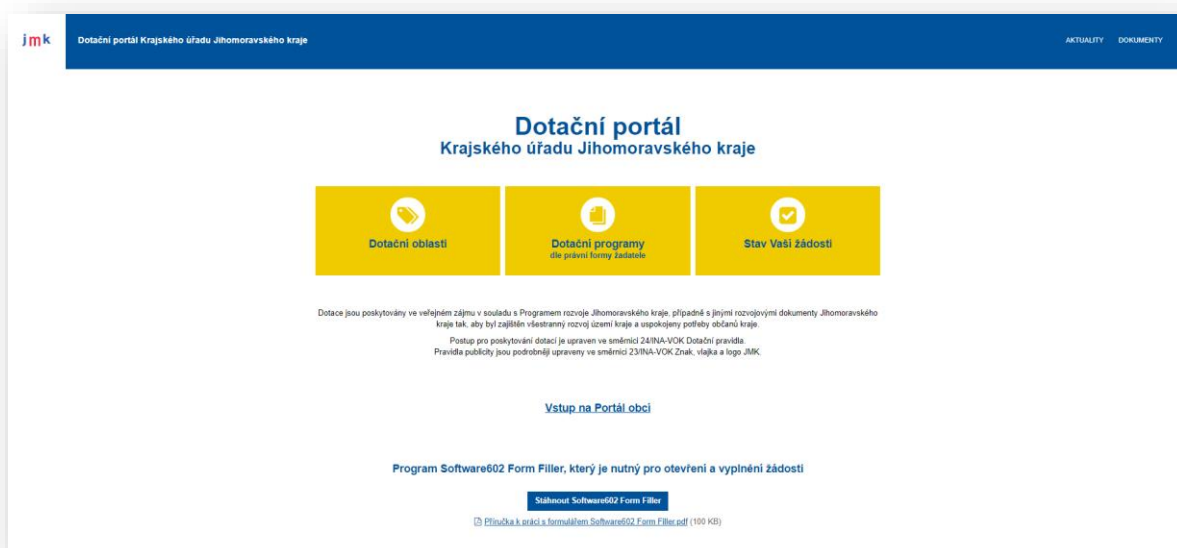 jmk
Dotační portál Krajského úřadu Jihomoravského kraje
AKTUALITY
DOKUMENTY
Dotační portál
Krajského úřadu Jihomoravského kraje
Dotační oblasti
Dotační programy
dle právní formy žadatele
Stav Vaší žádosti
Dotace jsou poskytovány ve veřejném zájmu v souladu s Programem rozvoje Jihomoravského kraje, případně s jinými rozvojovými dokumenty Jihomoravského
kraje tak, aby byl zajištěn všestranný rozvoj území kraje a uspokojeny potřeby občanů kraje.
Postup pro poskytování dotací je upraven ve směrnici 24/INA-VOK Dotační pravidla.
Pravidla publicity jsou podrobněji upraveny ve směrnici 23/INA-VOK Znak, vlajka a logo JMK.
Vstup na Portál obcí
Program Software602 Form Filler, který je nutný pro otevření a vyplnění žádosti
Stáhnout Software602 Form Filler
Příručka k práci s formulářem Software602 Form Filler.pdf (100 KB)